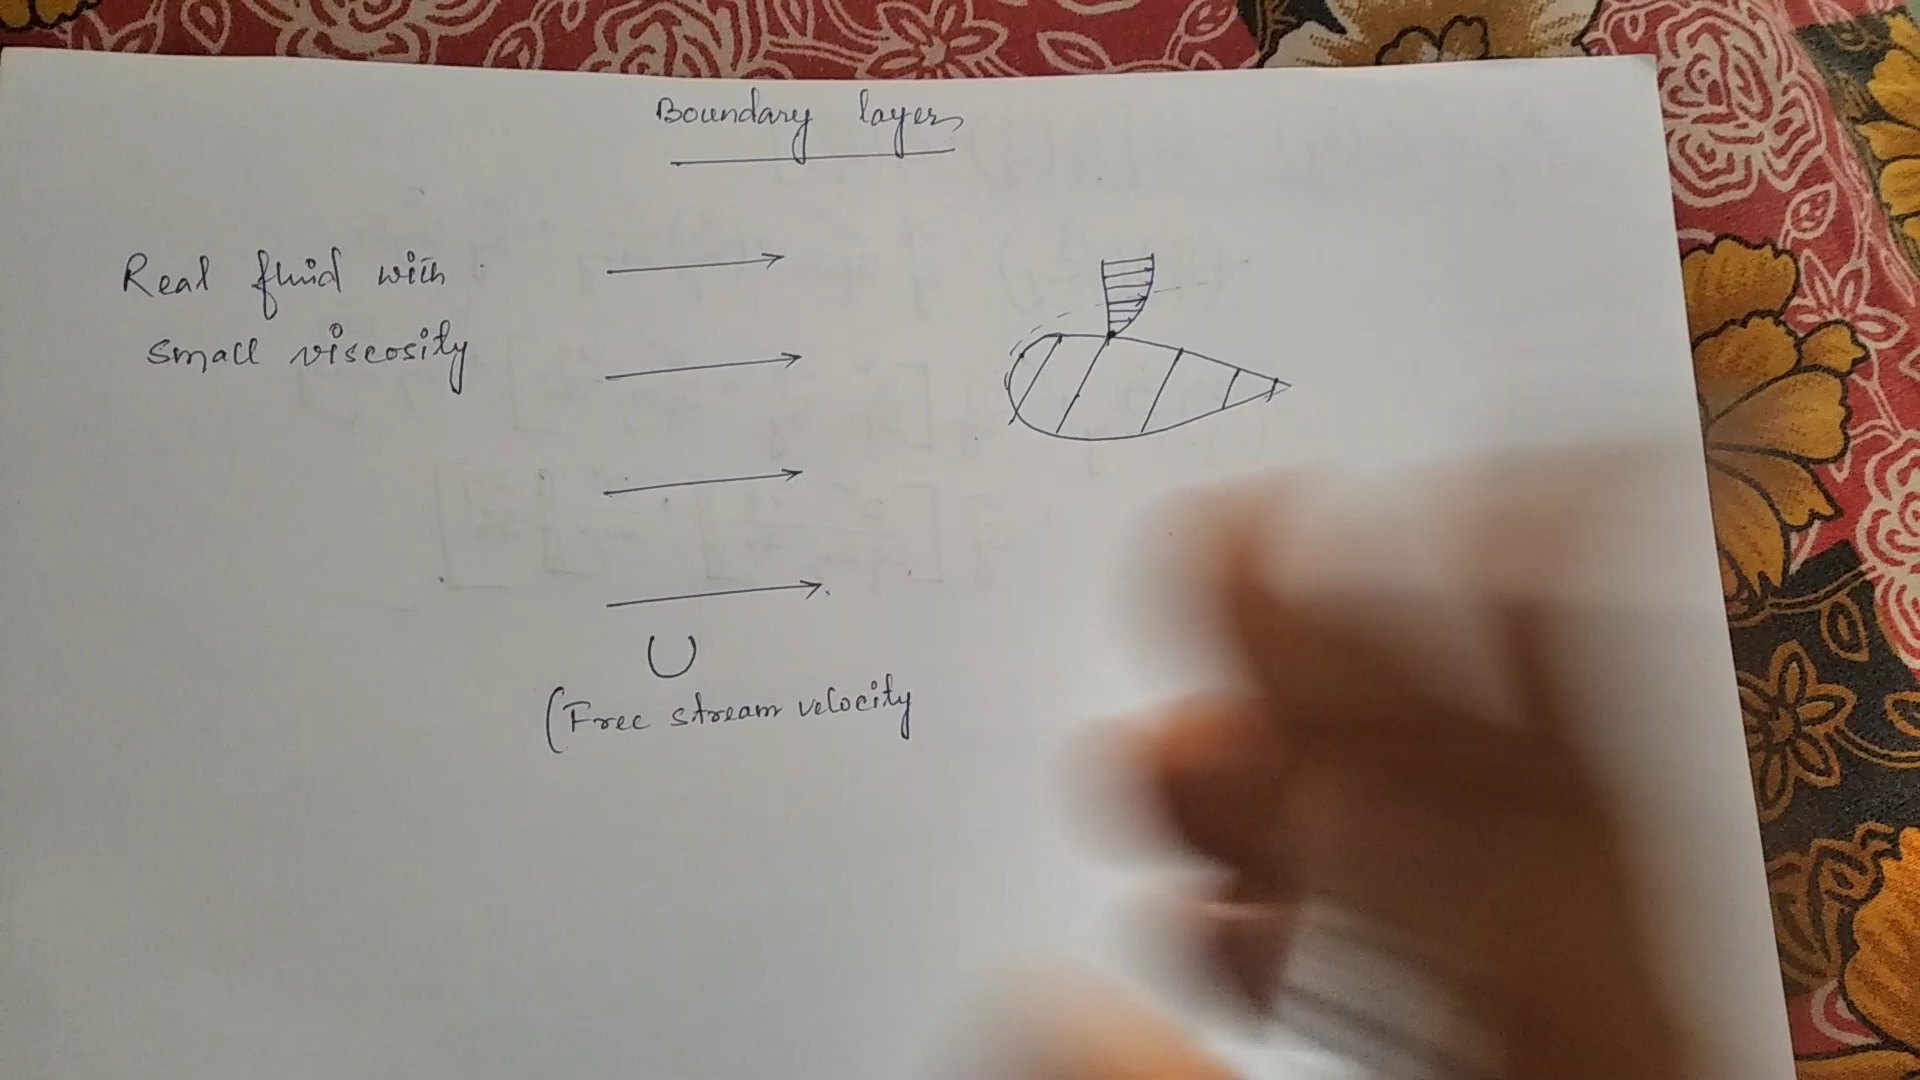 Boundary layer
Real fluid with
small viscosity
U
(Free stream velocity